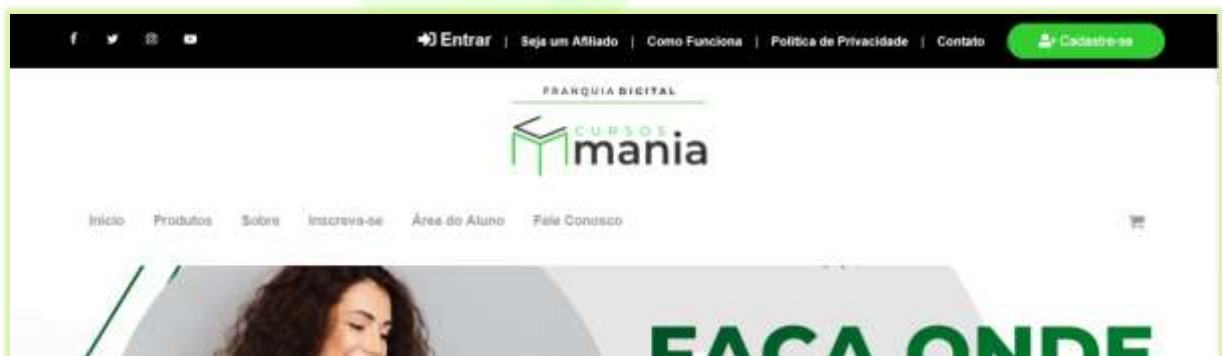 Entrar | Seja um Afiliado | Como Funciona | Política de Privacidade | Contato Cadastre-se
FRANQUIA DIGITAL
CURSOS
mania
Início Produtos Sobre Inscreva-se Área do Aluno Fale Conosco
FAÇA ONDE